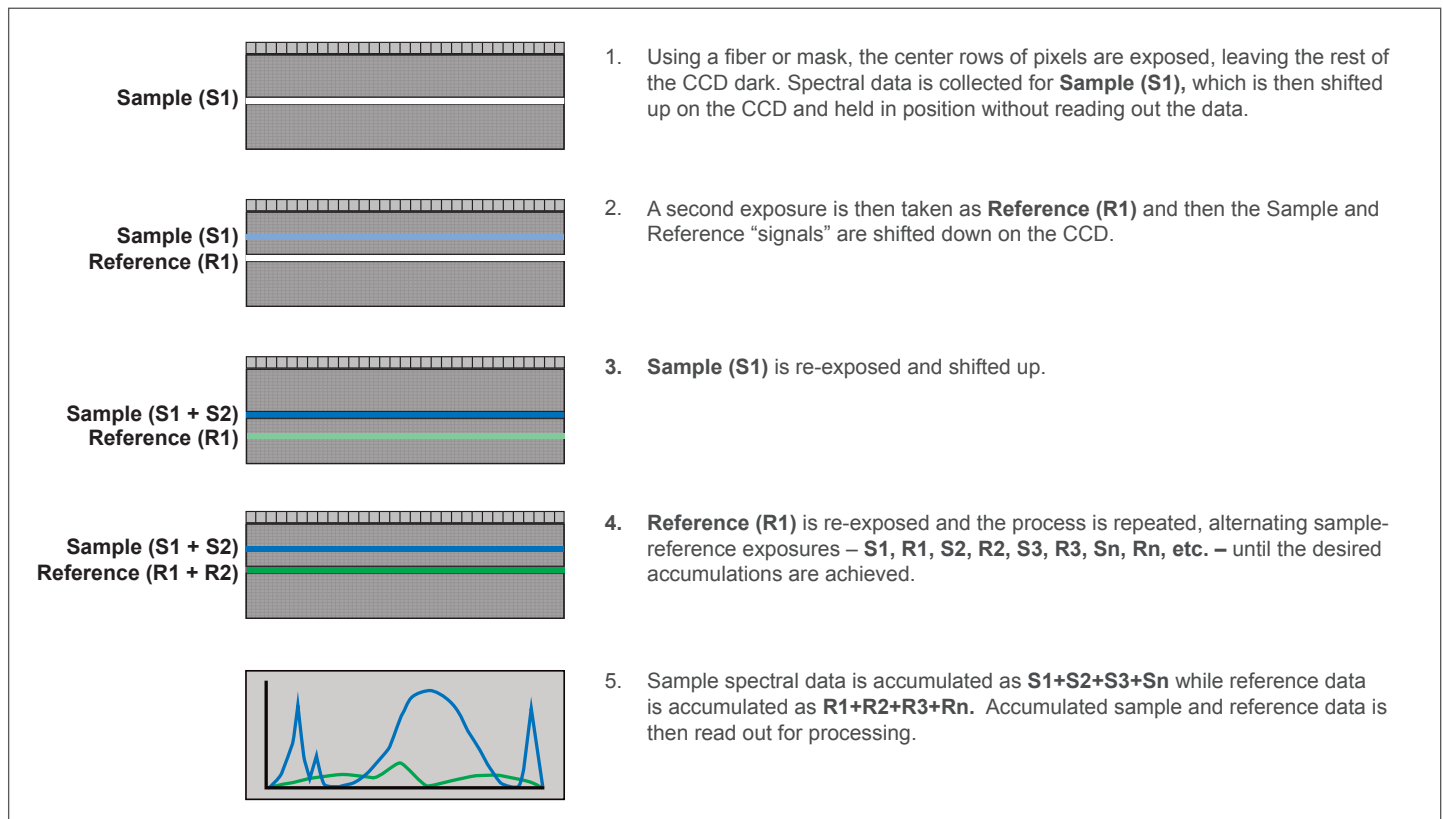 Sample (S1)
1. Using a fiber or mask, the center rows of pixels are exposed, leaving the rest of
the CCD dark. Spectral data is collected for Sample (S1), which is then shifted
up on the CCD and held in position without reading out the data.
Sample (S1)
Reference (R1)
2. A second exposure is then taken as Reference (R1) and then the Sample and
Reference “signals” are shifted down on the CCD.
Sample (S1 + S2)
Reference (R1)
3. Sample (S1) is re-exposed and shifted up.
Sample (S1 + S2)
Reference (R1 + R2)
4. Reference (R1) is re-exposed and the process is repeated, alternating sample-
reference exposures – S1, R1, S2, R2, S3, R3, Sn, Rn, etc. – until the desired
accumulations are achieved.
5. Sample spectral data is accumulated as S1+S2+S3+Sn while reference data
is accumulated as R1+R2+R3+Rn. Accumulated sample and reference data is
then read out for processing.